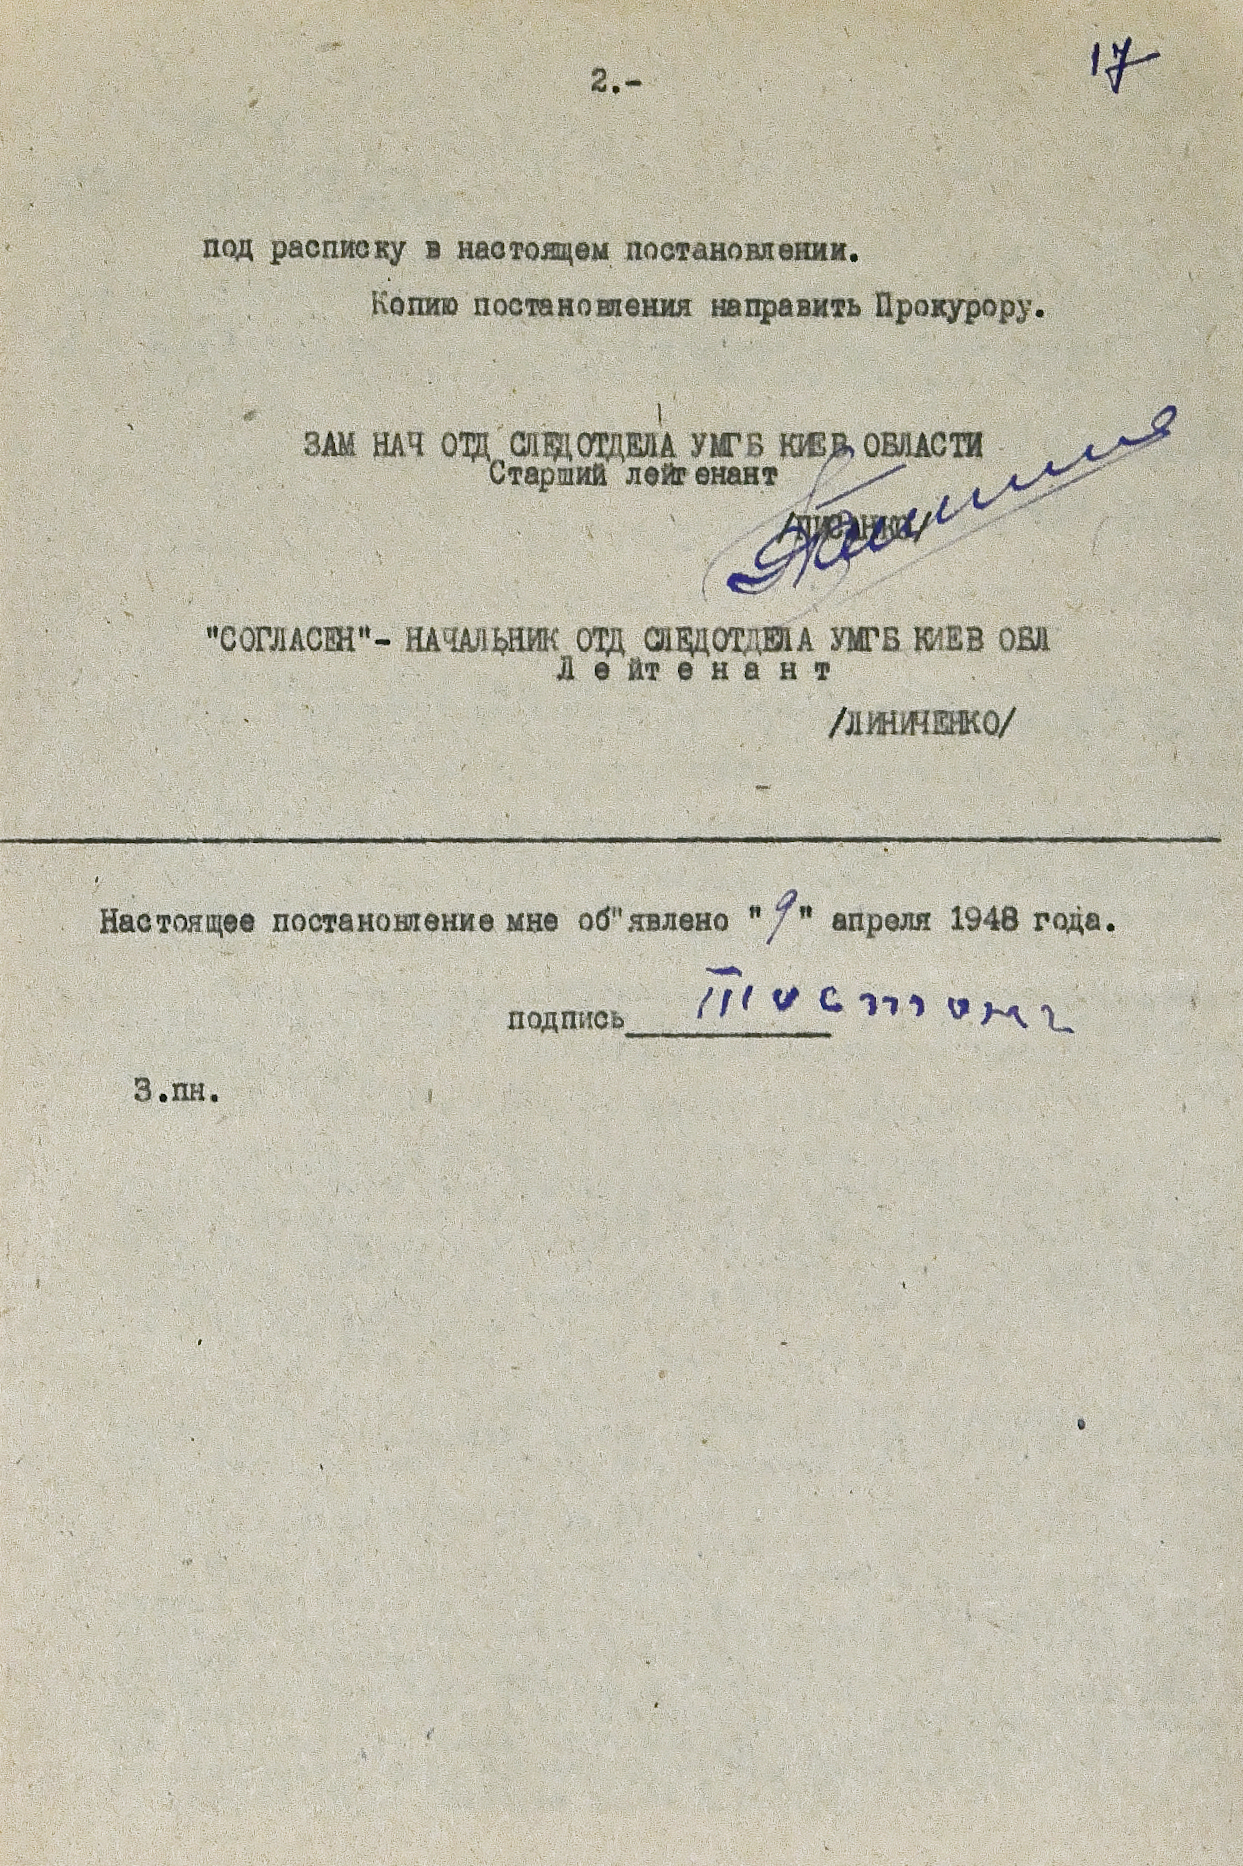 17
2.-
под расписку в настоящем постановлении.
Копию постановления направить Прокурору.
ЗАМ НАЧ ОТД СЛЕДОТДЕЛА УМГБ КИЕВ ОБЛАСТИ
Старший лейтенант
"СОГЛАСЕН"- НАЧАЛЬНИК ОТД СЛЕДОТДЕЛА УМГБ КИЕВ ОБЛ
Лейтенант
/ЛИНИЧЕНКО/
Настоящее постановление мне об"явлено "9" апреля 1948 года.
подпись
3.пн.